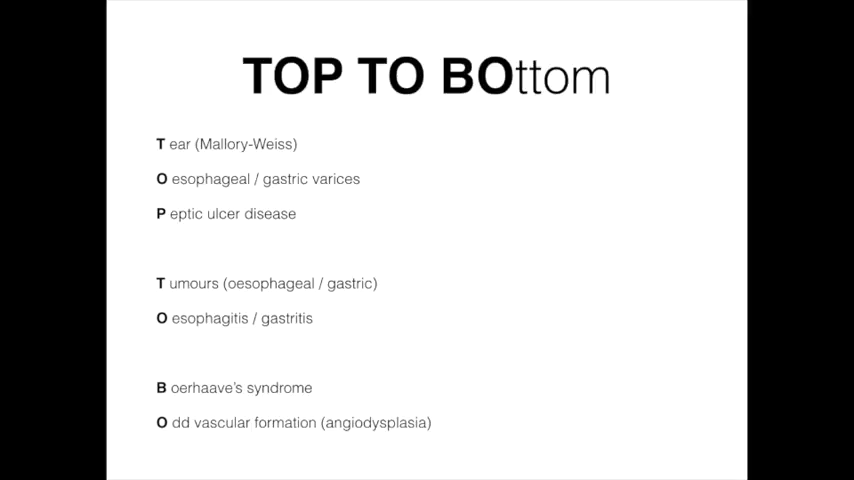 TOP TO BOttom
T ear (Mallory-Weiss)
O esophageal / gastric varices
P eptic ulcer disease
T umours (oesophageal / gastric)
O esophagitis / gastritis
B oerhaave's syndrome
O dd vascular formation (angiodysplasia)